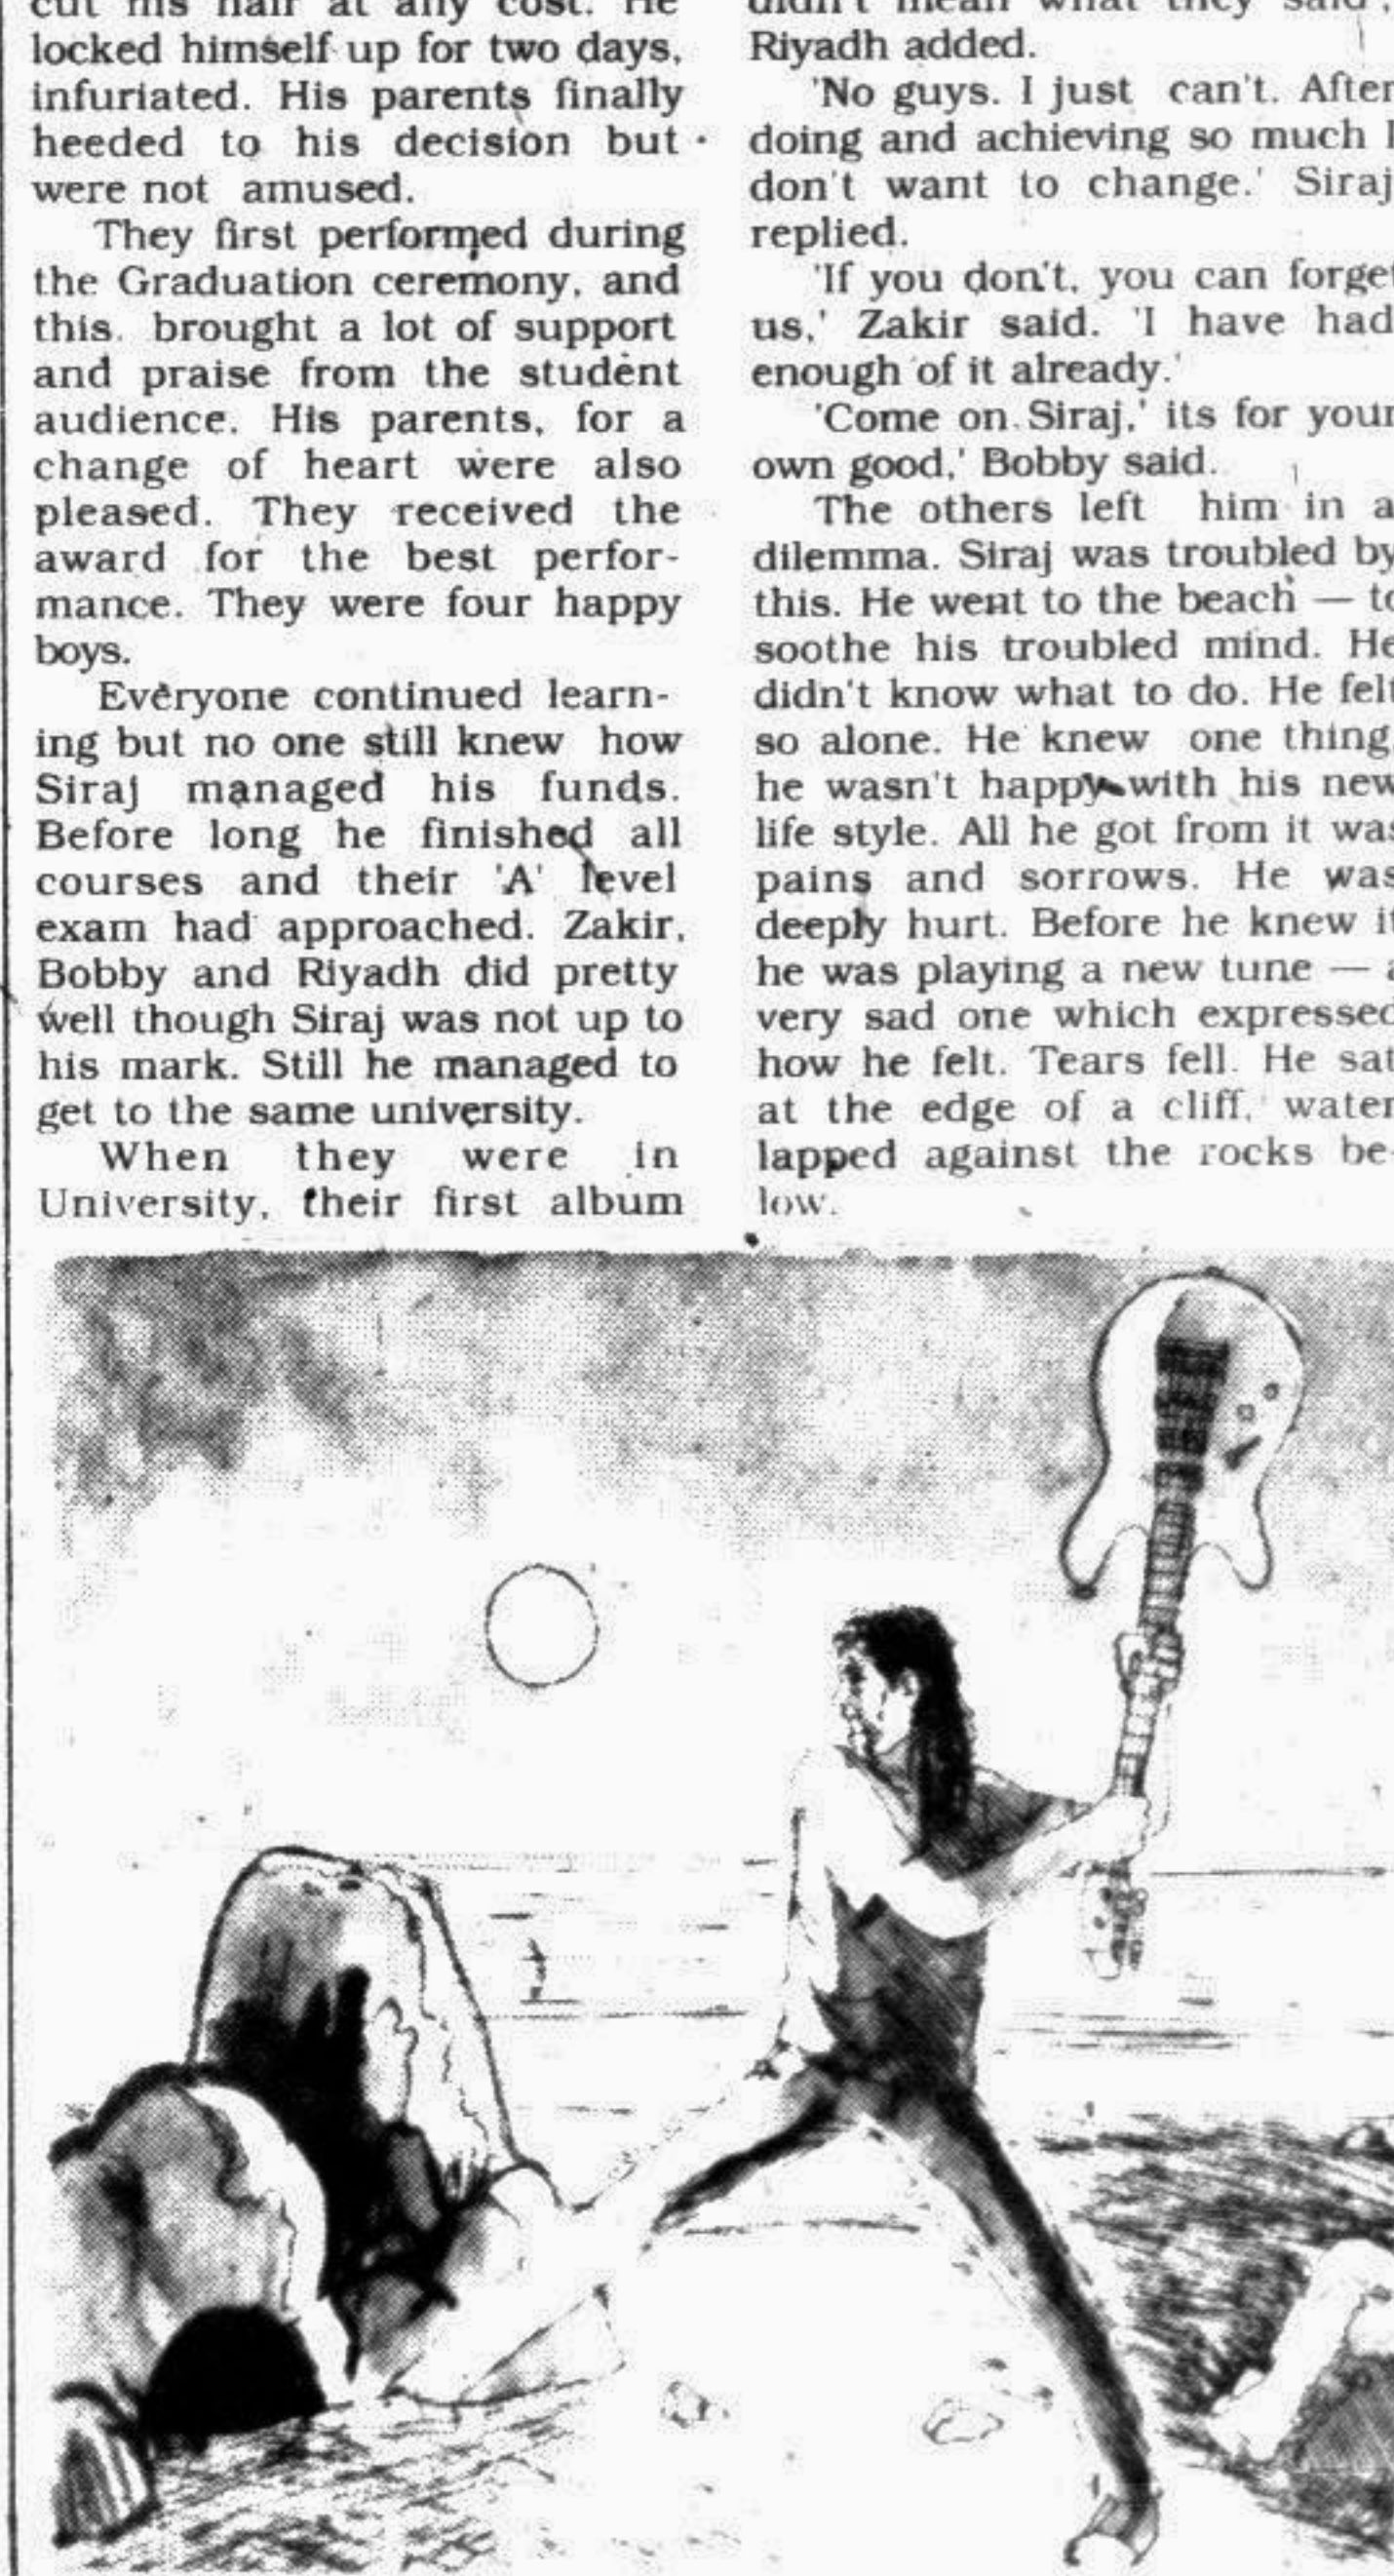 cut his hair at any cost. He
locked himself up for two days,
infuriated. His parents finally
heeded to his decision but
were not amused.
They first performed during
the Graduation ceremony, and
this brought a lot of support
and praise from the student
audience. His parents, for a
change of heart were also
pleased. They received the
award for the best perfor-
mance. They were four happy
boys.
Everyone continued learn-
ing but no one still knew how
Siraj managed his funds.
Before long he finished all
courses and their 'A' level
exam had approached. Zakir,
Bobby and Riyadh did pretty
well though Siraj was not up to
his mark. Still he managed to
get to the same university.
When they were in
University, their first album
didn't mean what they said',
Riyadh added.
'No guys. I just can't. After
doing and achieving so much I
don't want to change.' Siraj
replied.
'If you don't, you can forget
us,' Zakir said. 'I have had
enough of it already.'
'Come on Siraj,' its for your
own good,' Bobby said.
The others left him in a
dilemma. Siraj was troubled by
this. He went to the beach — to
soothe his troubled mind. He
didn't know what to do. He felt
so alone. He knew one thing,
he wasn't happy with his new
life style. All he got from it was
pains and sorrows. He was
deeply hurt. Before he knew it
he was playing a new tune — a
very sad one which expressed
how he felt. Tears fell. He sat
at the edge of a cliff, water
lapped against the rocks be-
low.